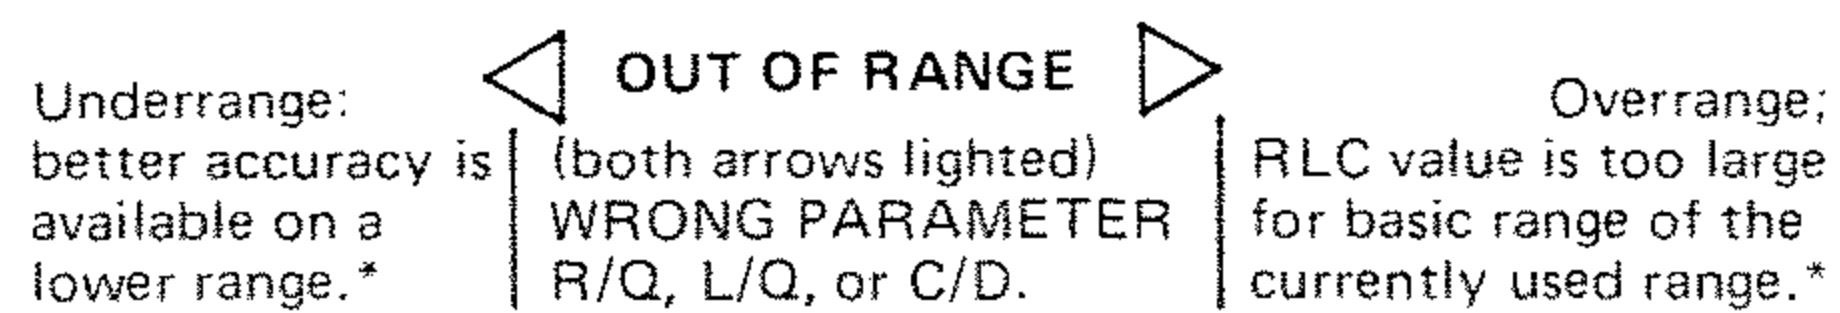 OUT OF RANGE
Underrange:
better accuracy is
available on a
lower range.*
(both arrows lighted)
WRONG PARAMETER
R/Q, L/Q, or C/D.
Overrange;
RLC value is too large
for basic range of the
currently used range.*